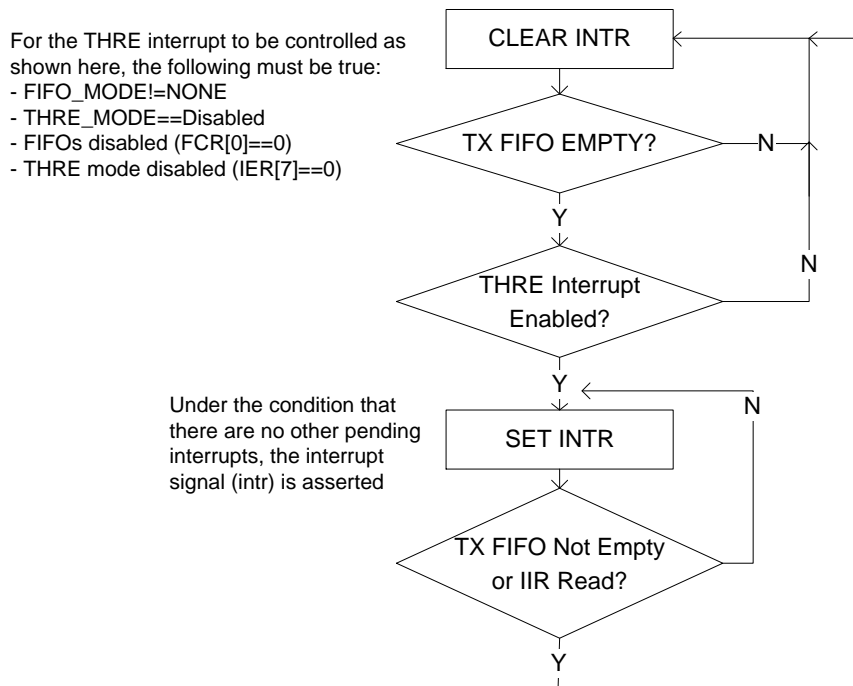 For the THRE interrupt to be controlled as
shown here, the following must be true:
- FIFO_MODE!=NONE
- THRE_MODE==Disabled
- FIFOs disabled (FCR[0]==0)
- THRE mode disabled (IER[7]==0)
CLEAR INTR
TX FIFO EMPTY?
N
Y
N
THRE Interrupt
Enabled?
Y
N
Under the condition that
there are no other pending
interrupts, the interrupt
signal (intr) is asserted
SET INTR
TX FIFO Not Empty
or IIR Read?
Y